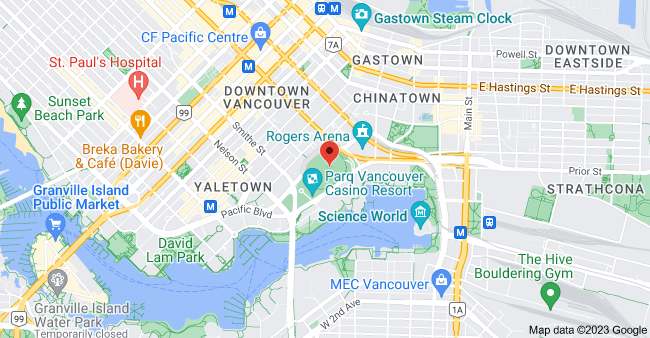 Gastown Steam Clock
CF Pacific Centre
7A
M
GASTOWN
Powell St
DOWNTOWN
EASTSIDE
St. Paul's
Hospital
H
DOWNTOWN
VANCOUVER
E Hastings St
E Hastings St
CHINATOWN
Main St
Sunset
Beach Park
99
Breka Bakery
& Café (Davie)
Smithe St
Nelson St
Rogers Arena
Prior St
Granville Island
Public Market
YALETOWN
M
Pacific Blvd
Parq Vancouver
Casino Resort
STRATHCONA
Science World
M
M
David
Lam Park
The Hive
Bouldering Gym
MEC Vancouver
Granville Island
Water Park
Temporarily closed
99
W 2nd Ave
1A
Map data ©2023 Google